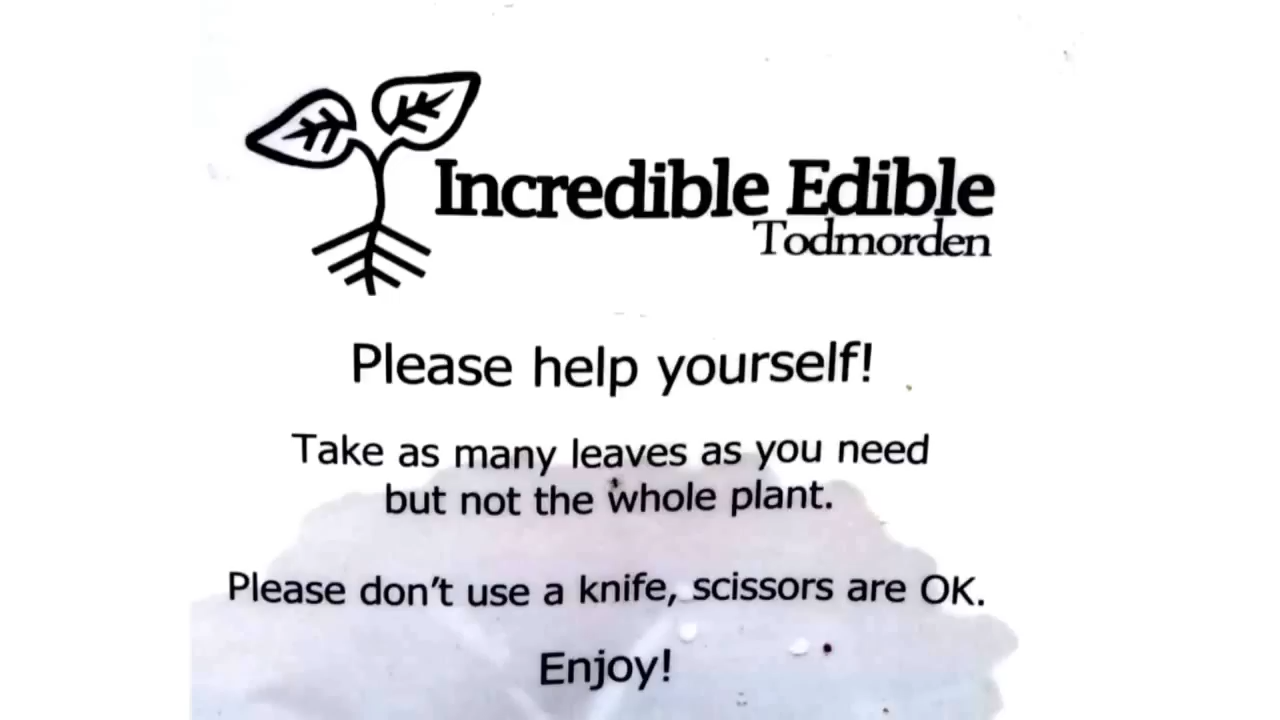 Incredible Edible
Todmorden
Please help yourself!
Take as many leaves as you need
but not the whole plant.
Please don't use a knife, scissors are OK.
Enjoy!